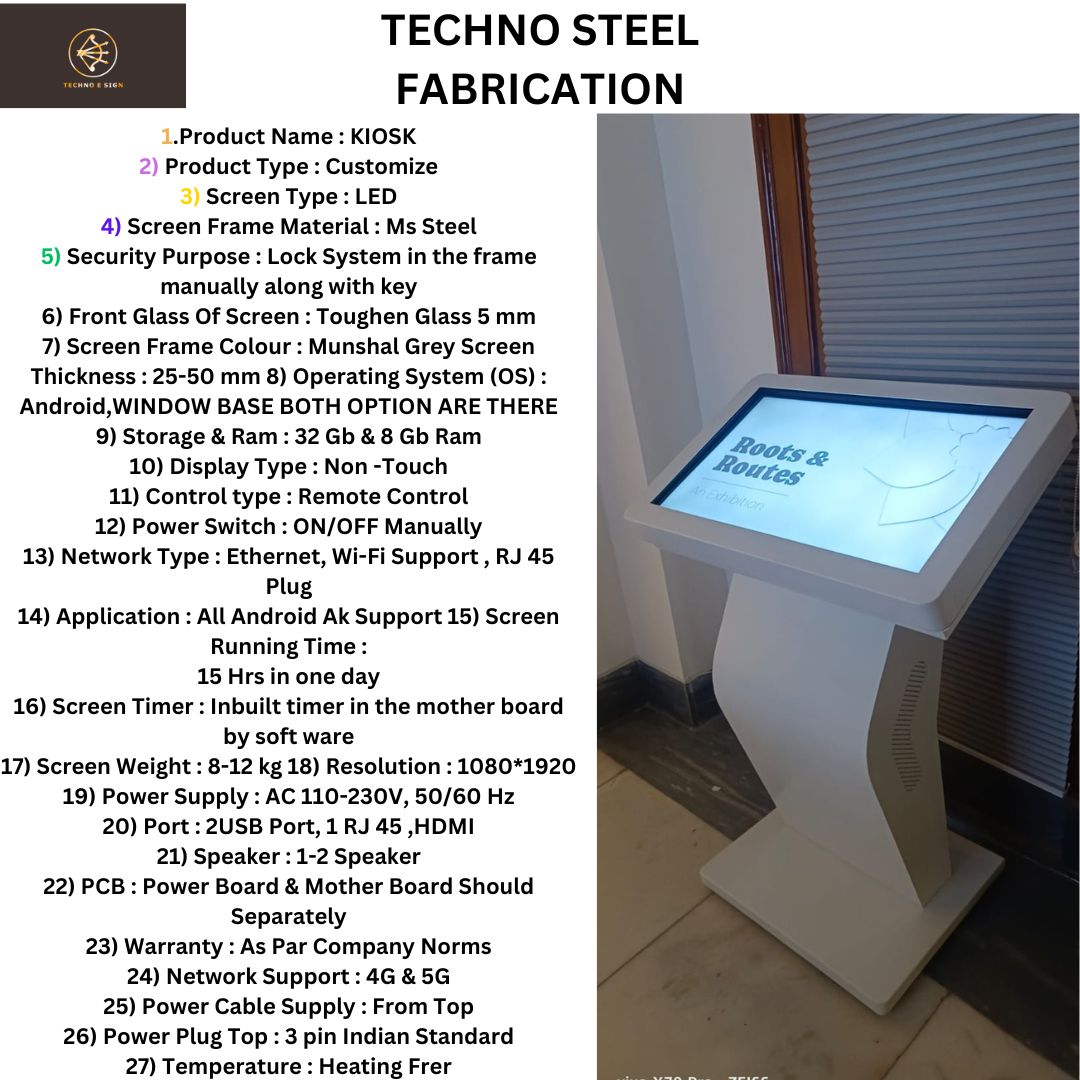 TECHNO E SIGN
TECHNO STEEL
FABRICATION
1.Product Name : KIOSK
2) Product Type : Customize
3) Screen Type : LED
4) Screen Frame Material : Ms Steel
5) Security Purpose : Lock System in the frame
manually along with key
6) Front Glass Of Screen : Toughen Glass 5 mm
7) Screen Frame Colour : Munshal Grey Screen
Thickness : 25-50 mm 8) Operating System (OS) :
Android,WINDOW BASE BOTH OPTION ARE THERE
9) Storage & Ram : 32 Gb & 8 Gb Ram
10) Display Type : Non -Touch
11) Control type : Remote Control
12) Power Switch : ON/OFF Manually
13) Network Type : Ethernet, Wi-Fi Support , RJ 45
Plug
14) Application : All Android Ak Support 15) Screen
Running Time :
15 Hrs in one day
16) Screen Timer : Inbuilt timer in the mother board
by soft ware
17) Screen Weight : 8-12 kg 18) Resolution : 1080*1920
19) Power Supply : AC 110-230V, 50/60 Hz
20) Port : 2USB Port, 1 RJ 45 ,HDMI
21) Speaker : 1-2 Speaker
22) PCB : Power Board & Mother Board Should
Separately
23) Warranty : As Par Company Norms
24) Network Support : 4G & 5G
25) Power Cable Supply : From Top
26) Power Plug Top : 3 pin Indian Standard
27) Temperature : Heating Frer
Roots &
Routes
An Exhibition